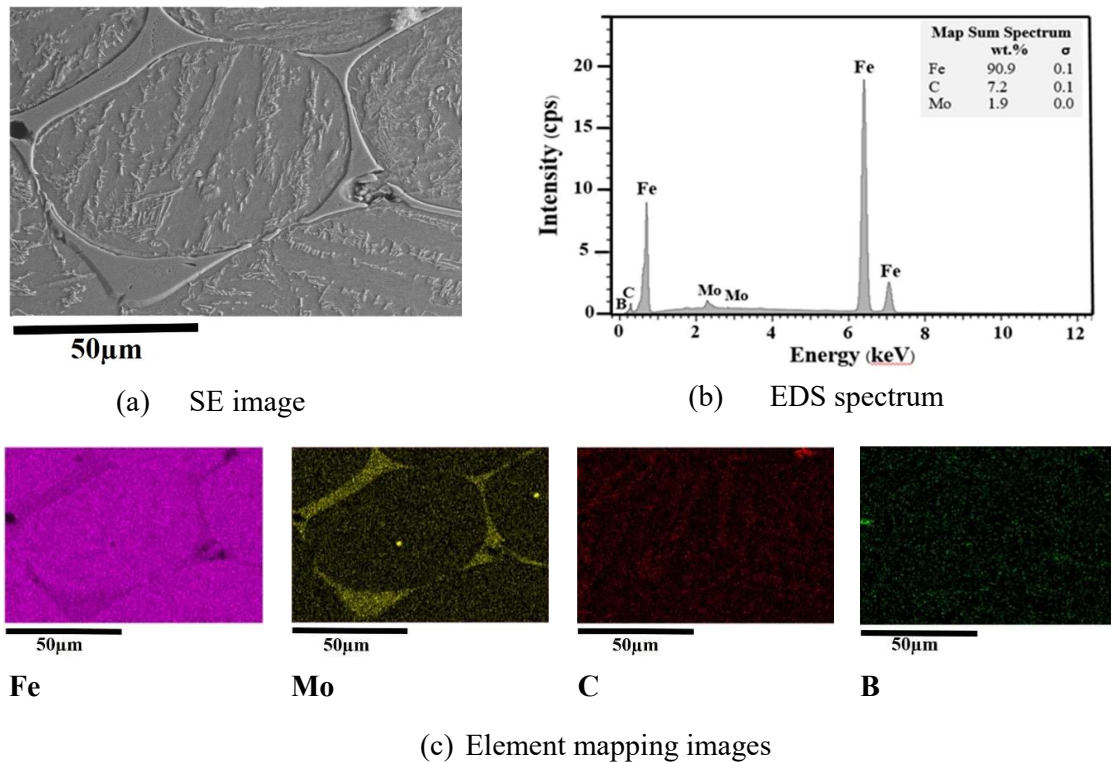 50µm
(a) SE image
Map Sum Spectrum
wt.% σ
Fe 90.9 0.1
C 7.2 0.1
Mo 1.9 0.0
Intensity (cps)
20
15
10
5
0
Fe
Fe
Fe
Mo
Mo
C
B
0 2 4 6 8 10 12
Energy (keV)
(b) EDS spectrum
50µm 50µm 50µm 50µm
Fe Mo C B
(c) Element mapping images